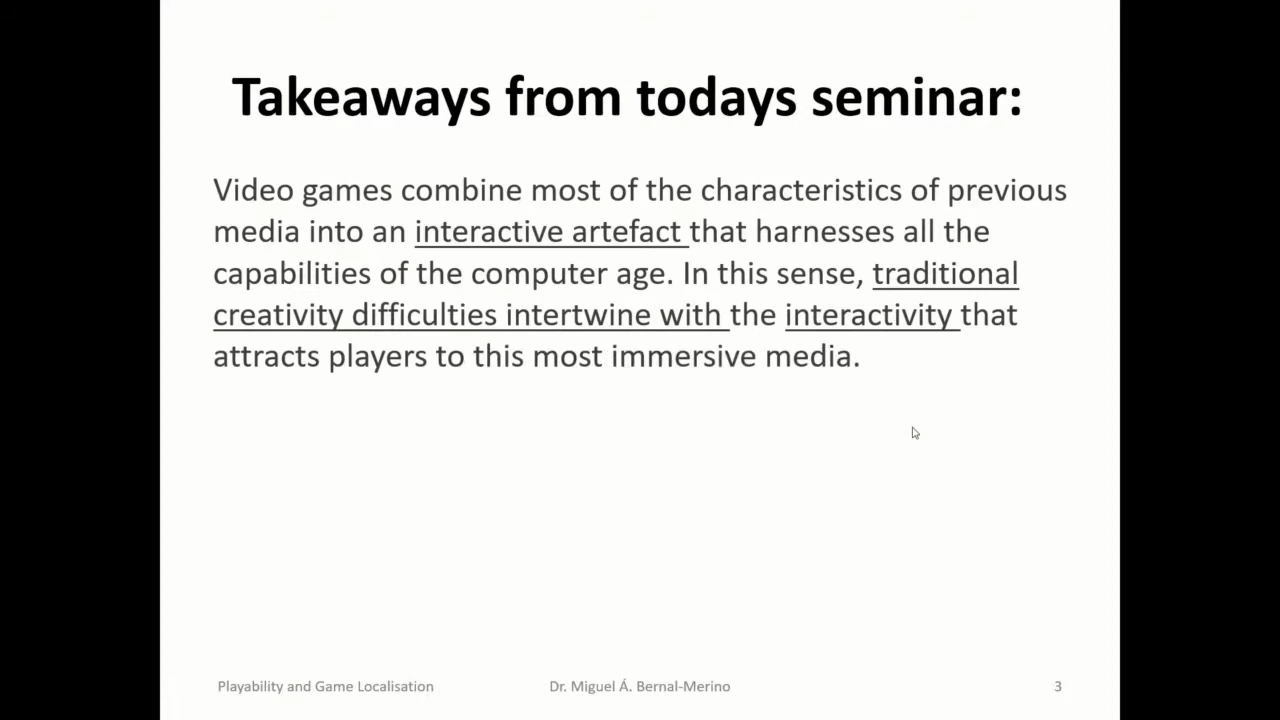 Takeaways from todays seminar:
Video games combine most of the characteristics of previous
media into an interactive artefact that harnesses all the
capabilities of the computer age. In this sense, traditional
creativity difficulties intertwine with the interactivity that
attracts players to this most immersive media.
Playability and Game Localisation
Dr. Miguel Á. Bernal-Merino
3